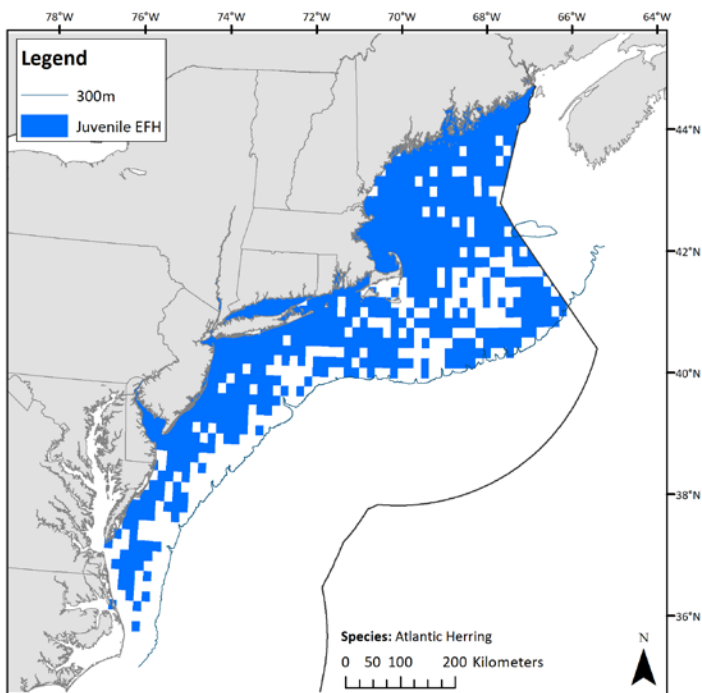 78°W 76°W 74°W 72°W 70°W 68°W 66°W 64°W
Legend
300m
Juvenile EFH
44°N
42°N
40°N
38°N
36°N
Species: Atlantic Herring
N
0 50 100 200 Kilometers